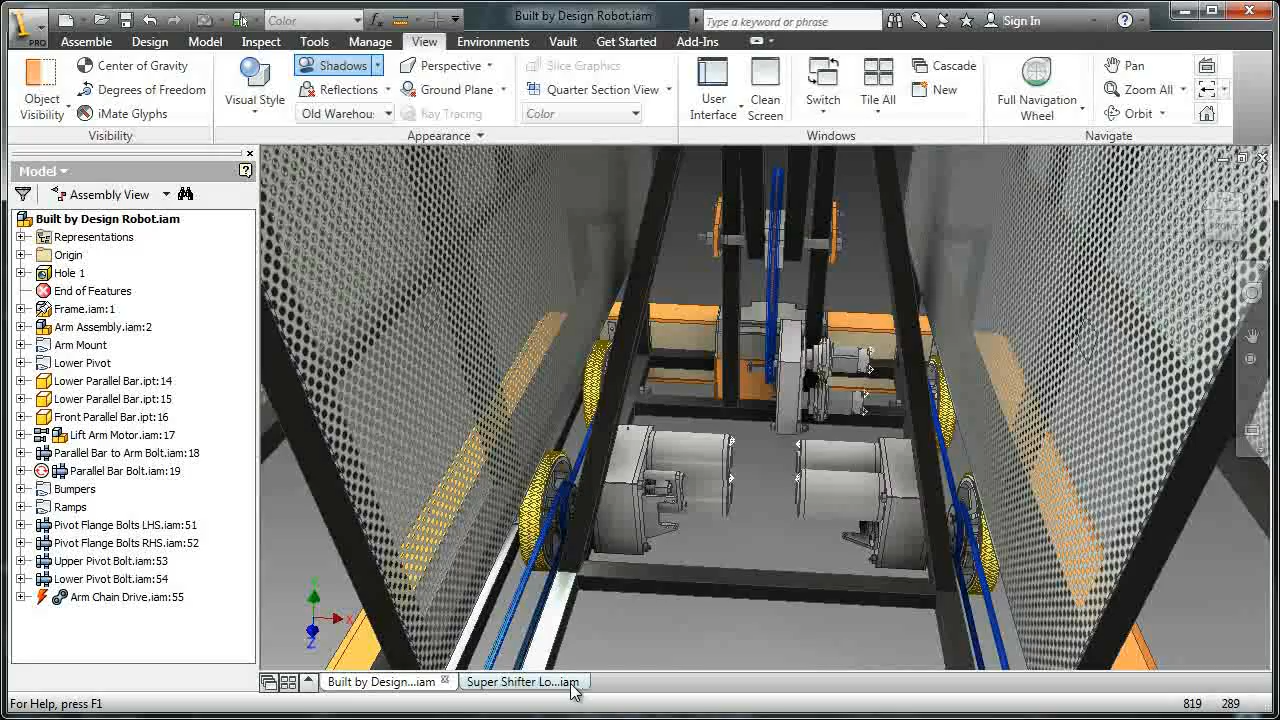 Color
fx
Built by Design Robot.iam
Type a keyword or phrase
Sign In
PRO
Assemble Design Model Inspect Tools Manage View Environments Vault Get Started Add-Ins
Object Visibility
Center of Gravity
Degrees of Freedom
iMate Glyphs
Visibility
Visual Style
Shadows
Reflections
Old Warehou:
Perspective
Ground Plane
Ray Tracing
Slice Graphics
Quarter Section View
Color
Appearance
User Interface
Clean Screen
Switch
Tile All
Cascade
New
Windows
Full Navigation Wheel
Pan
Zoom All
Orbit
Navigate
Model
Assembly View
Built by Design Robot.iam
Representations
Origin
Hole 1
End of Features
Frame.iam:1
Arm Assembly.iam:2
Arm Mount
Lower Pivot
Lower Parallel Bar.ipt:14
Lower Parallel Bar.ipt:15
Front Parallel Bar.ipt:16
Lift Arm Motor.iam:17
Parallel Bar to Arm Bolt.iam:18
Parallel Bar Bolt.iam:19
Bumpers
Ramps
Pivot Flange Bolts LHS.iam:51
Pivot Flange Bolts RHS.iam:52
Upper Pivot Bolt.iam:53
Lower Pivot Bolt.iam:54
Arm Chain Drive.iam:55
X
Z
Built by Design...iam
Super Shifter Lo...iam
For Help, press F1
819 289